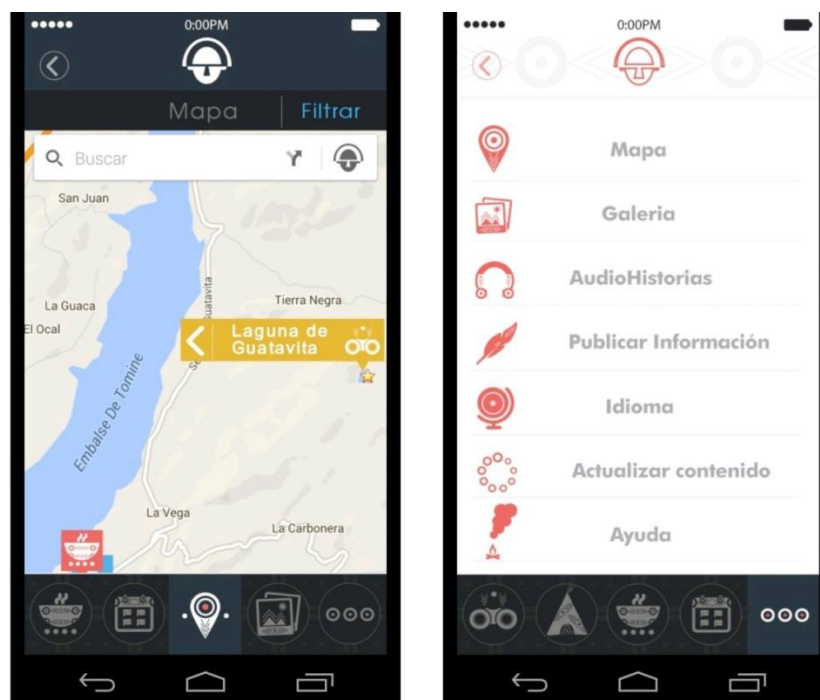 0:00PM
Mapa
Filtrar
Buscar
San Juan
La Guaca
El Ocal
Tierra Negra
Laguna de
Guatavita
Embalse De Tomine
La Vega
La Carbonera
0:00PM
Mapa
Galeria
AudioHistorias
Publicar Información
Idioma
Actualizar contenido
Ayuda